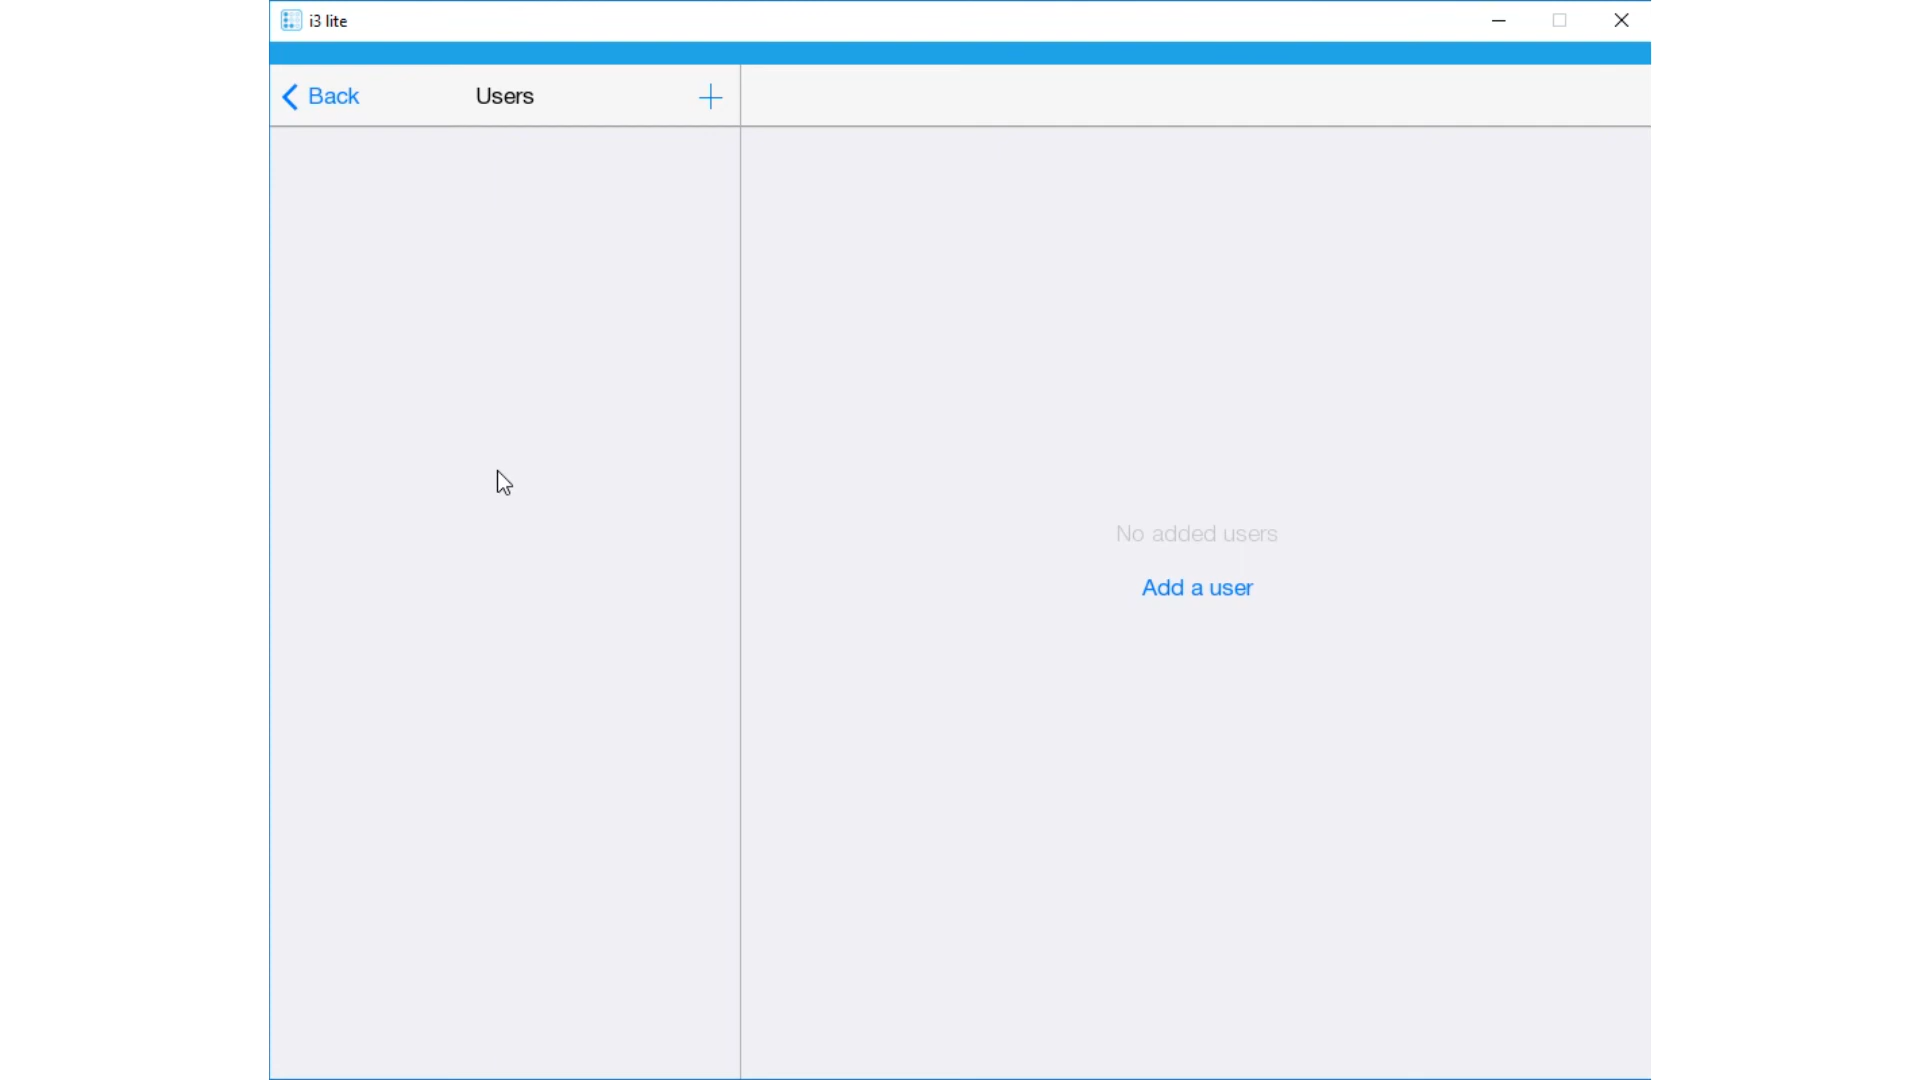 i3 lite
Back
Users
No added users
Add a user